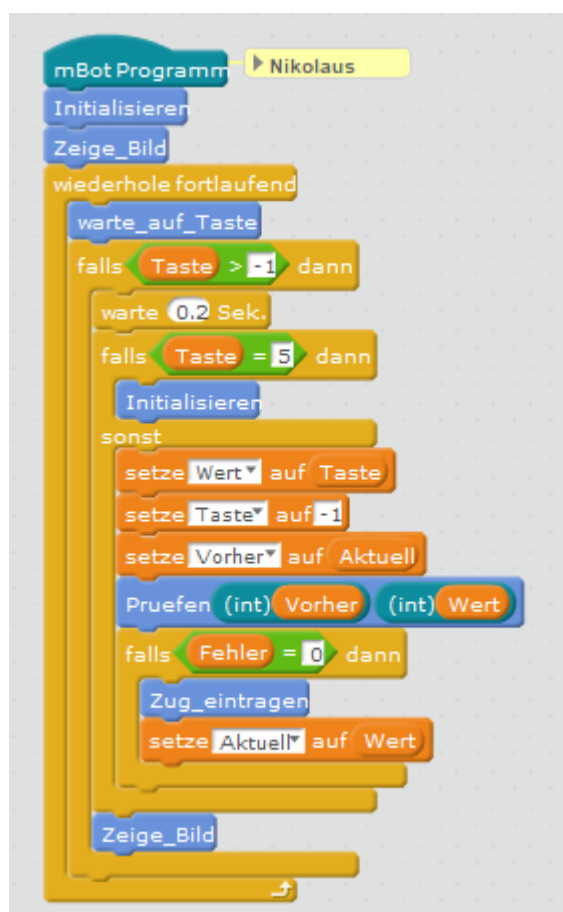 mBot Programm Nikolaus
Initialisieren
Zeige_Bild
wiederhole fortlaufend
warte_auf_Taste
falls Taste > -1 dann
warte 0.2 Sek.
falls Taste = 5 dann
Initialisieren
sonst
setze Wert auf Taste
setze Taste auf -1
setze Vorher auf Aktuell
Pruefen (int) Vorher (int) Wert
falls Fehler = 0 dann
Zug_eintragen
setze Aktuell auf Wert
Zeige_Bild